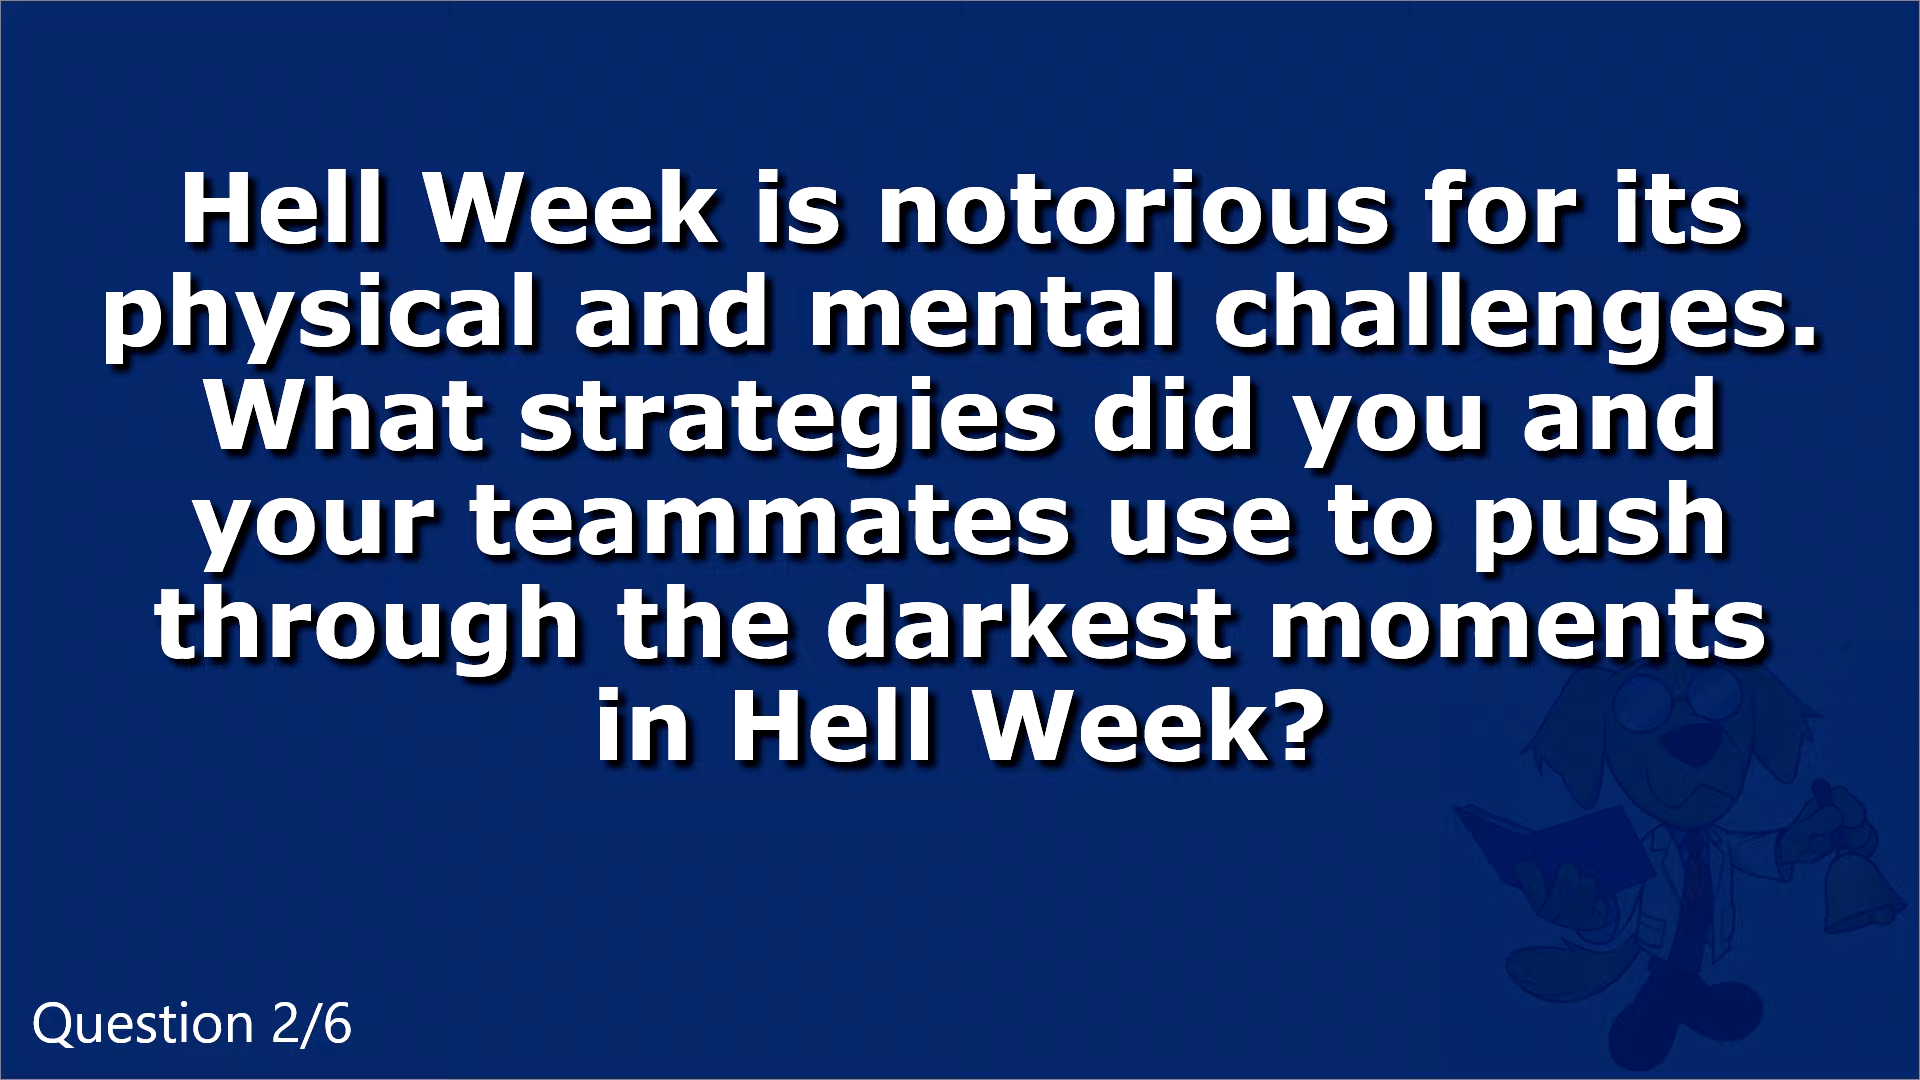 Hell Week is notorious for its
physical and mental challenges.
What strategies did you and
your teammates use to push
through the darkest moments
in Hell Week?
Question 2/6